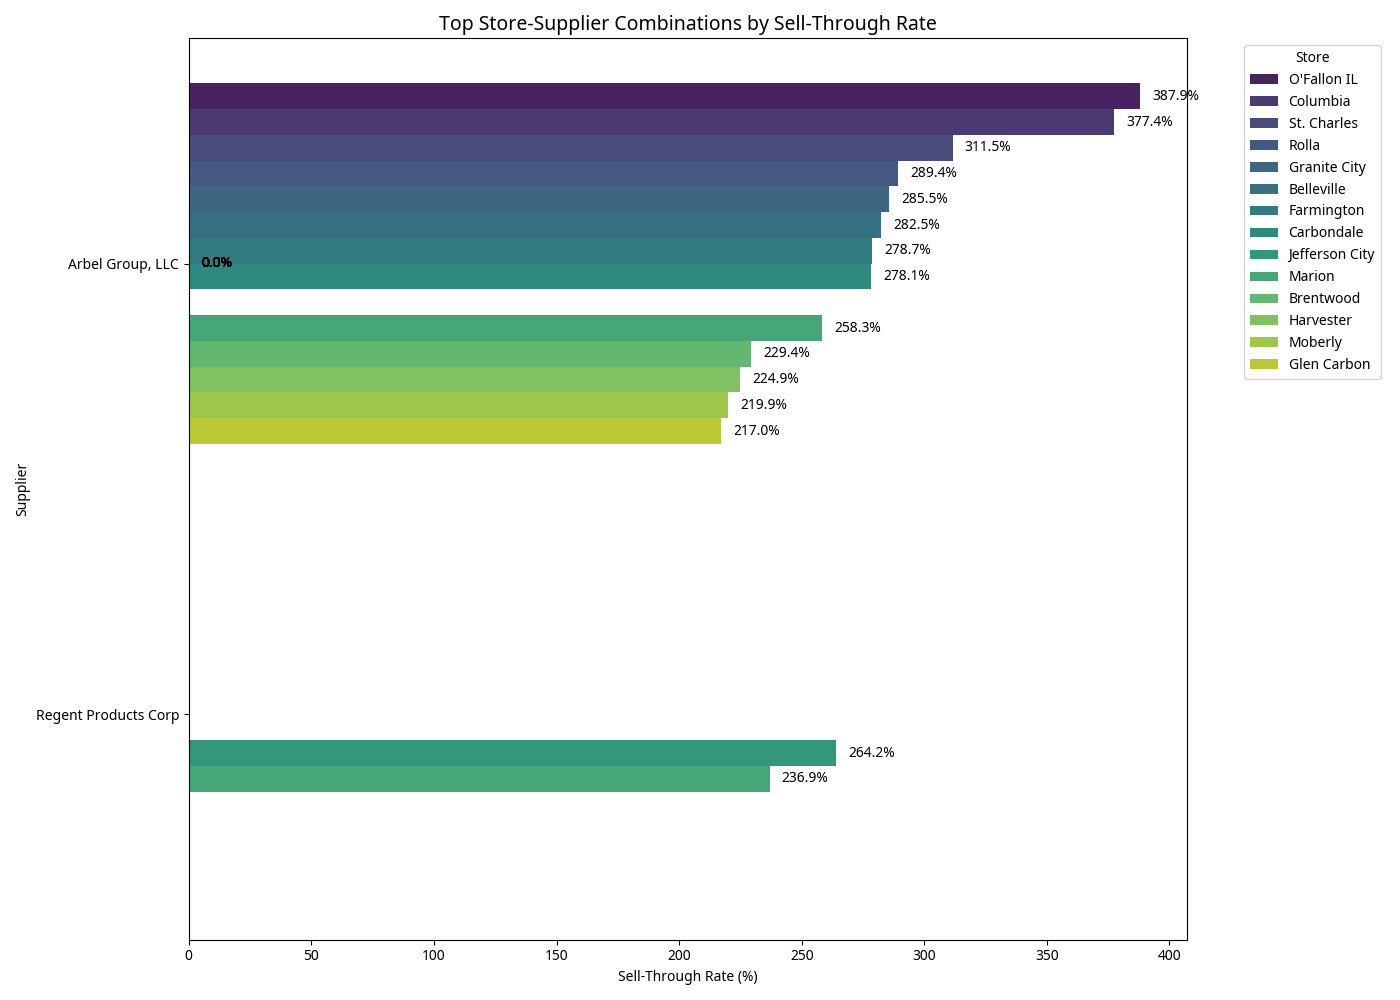 Top Store-Supplier Combinations by Sell-Through Rate
Store
O'Fallon IL
Columbia
St. Charles
Rolla
Granite City
Belleville
Farmington
Carbondale
Jefferson City
Marion
Brentwood
Harvester
Moberly
Glen Carbon
387.9%
377.4%
311.5%
289.4%
285.5%
282.5%
278.7%
Arbel Group, LLC
0.0%
278.1%
258.3%
229.4%
224.9%
219.9%
217.0%
Supplier
Regent Products Corp
264.2%
236.9%
0 50 100 150 200 250 300 350 400
Sell-Through Rate (%)